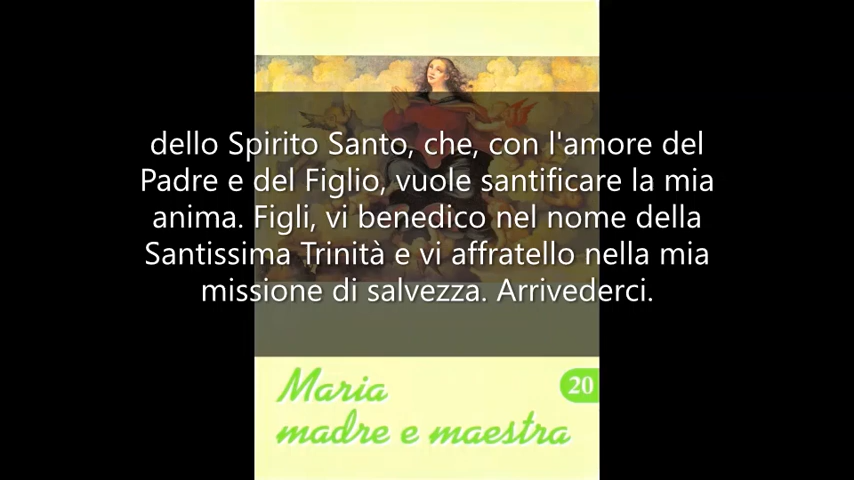 dello Spirito Santo, che, con l'amore del
Padre e del Figlio, vuole santificare la mia
anima. Figli, vi benedico nel nome della
Santissima Trinità e vi affratello nella mia
missione di salvezza. Arrivederci.
Maria
20
madre e maestra